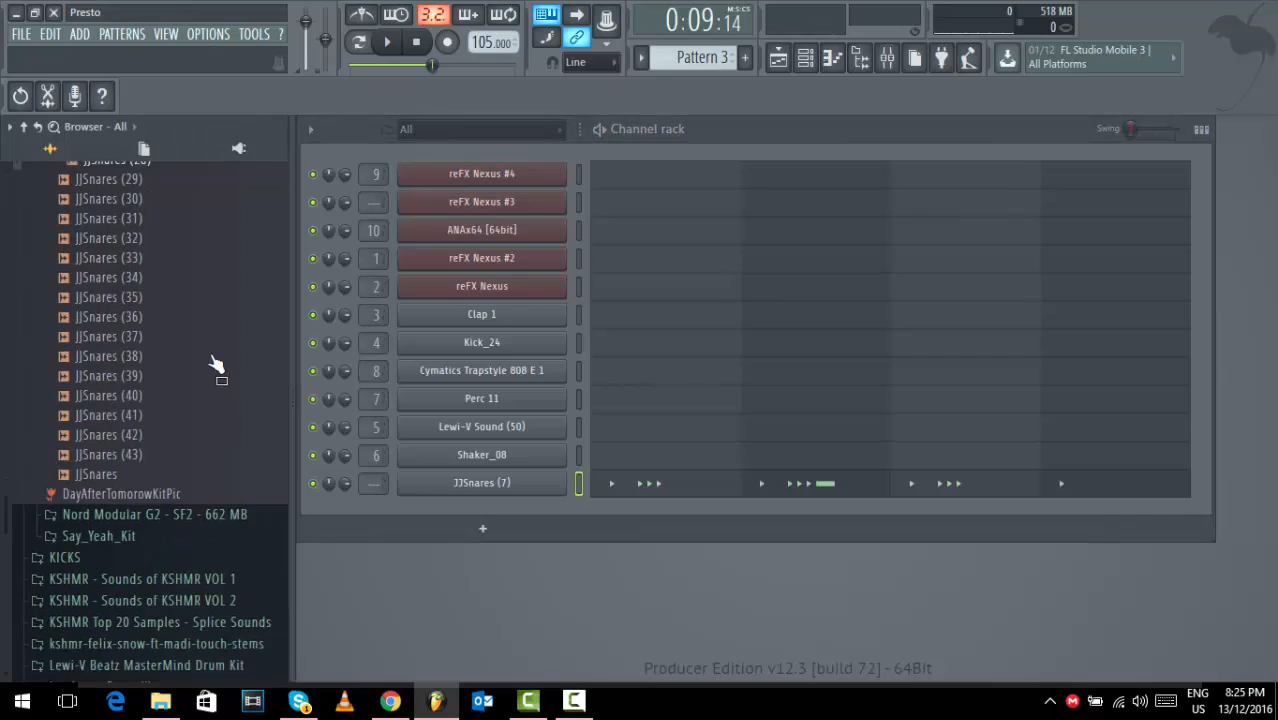 Presto
FILE EDIT ADD PATTERNS VIEW OPTIONS TOOLS ?
3.2
105.000
0:09:14
M:S:CS
Line
Pattern 3
0
518 MB
0
01/12 FL Studio Mobile 3 |
All Platforms
Browser - All
All
Channel rack
Swing
JJSnares (28)
JJSnares (29)
JJSnares (30)
JJSnares (31)
JJSnares (32)
JJSnares (33)
JJSnares (34)
JJSnares (35)
JJSnares (36)
JJSnares (37)
JJSnares (38)
JJSnares (39)
JJSnares (40)
JJSnares (41)
JJSnares (42)
JJSnares (43)
JJSnares
DayAfterTomorowKitPic
Nord Modular G2 - SF2 - 662 MB
Say_Yeah_Kit
KICKS
KSHMR - Sounds of KSHMR VOL 1
KSHMR - Sounds of KSHMR VOL 2
KSHMR Top 20 Samples - Splice Sounds
kshmr-felix-snow-ft-madi-touch-stems
Lewi-V Beatz MasterMind Drum Kit
9 reFX Nexus #4
--- reFX Nexus #3
10 ANAx64 [64bit]
1 reFX Nexus #2
2 reFX Nexus
3 Clap 1
4 Kick_24
8 Cymatics Trapstyle 808 E 1
7 Perc 11
5 Lewi-V Sound (50)
6 Shaker_08
--- JJSnares (7)
+
Producer Edition v12.3 [build 72] - 64Bit
ENG
US
8:25 PM
13/12/2016